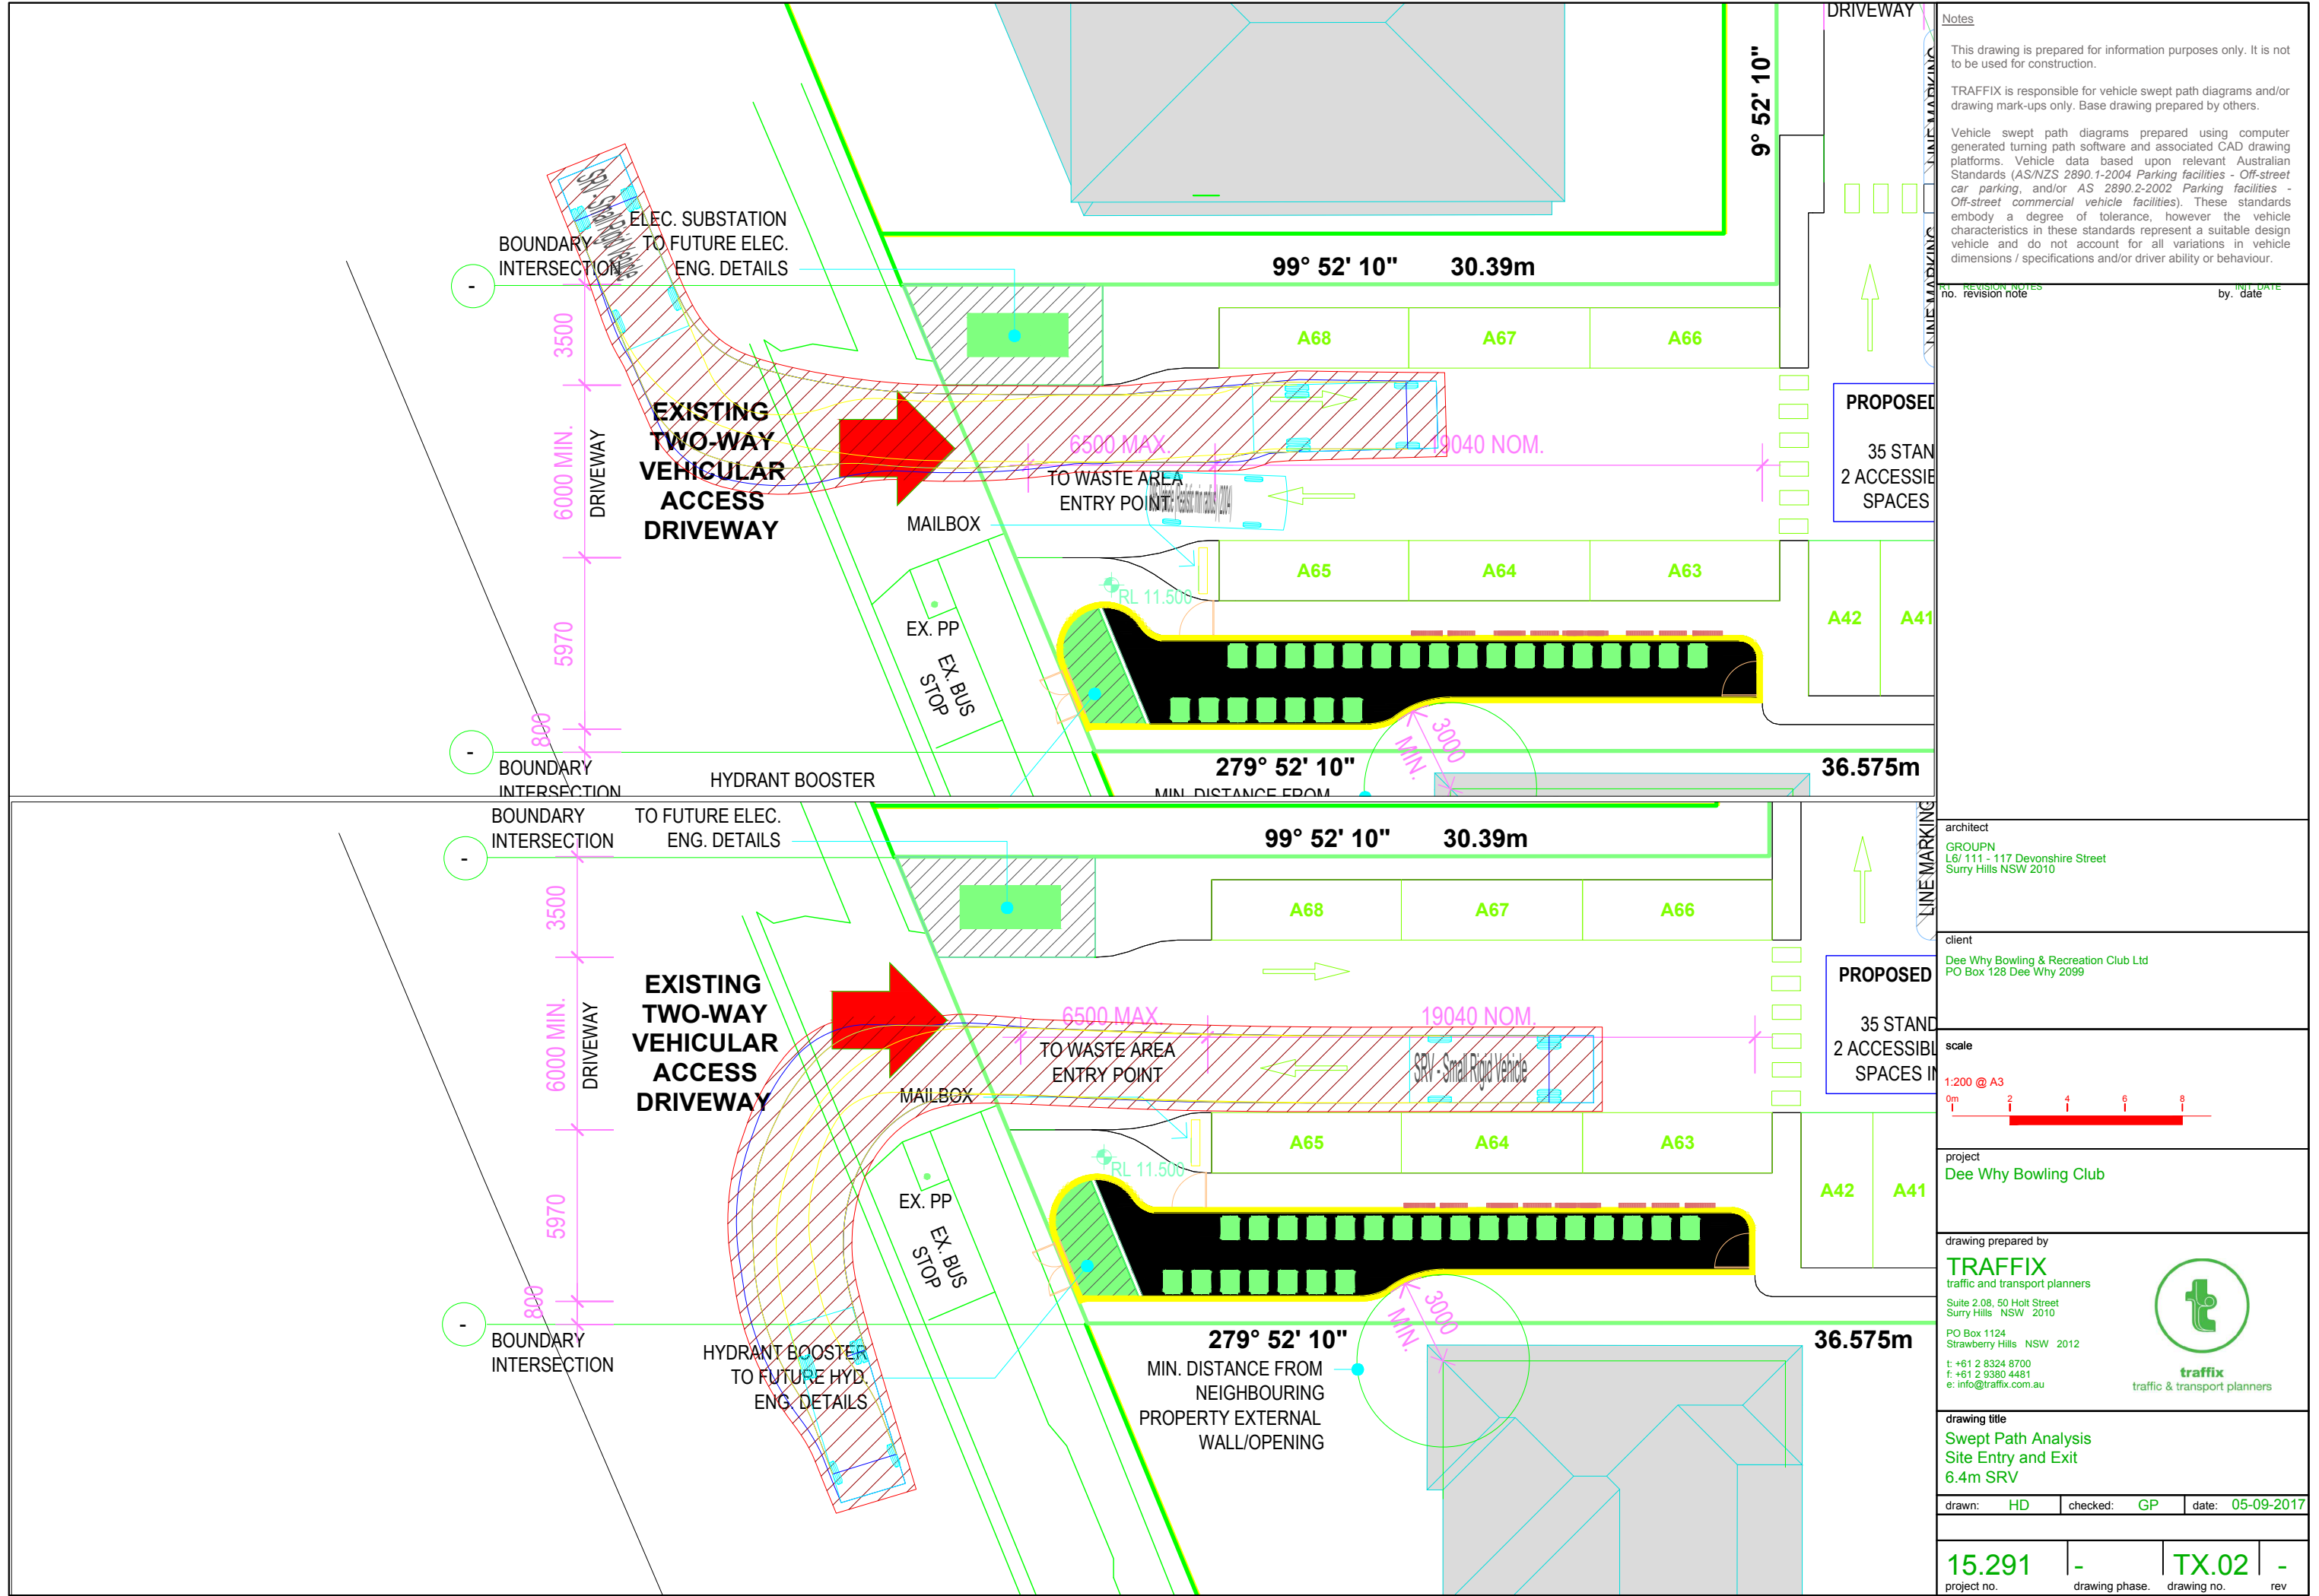 DRIVEWAY
9° 52' 10"
LINE MARKING
LINE MARKING
ELEC. SUBSTATION
TO FUTURE ELEC.
ENG. DETAILS
BOUNDARY
INTERSECTION
-
SRV - Small Rigid Vehicle
99° 52' 10" 30.39m
3500
6000 MIN.
5970
800
DRIVEWAY
EXISTING
TWO-WAY
VEHICULAR
ACCESS
DRIVEWAY
A68
A67
A66
6500 MAX.
19040 NOM.
TO WASTE AREA
ENTRY POINT
(Realistic min radius) (2004)
MAILBOX
PROPOSED
35 STAN
2 ACCESSIB
SPACES
A65
A64
A63
A42
A41
RL 11.500
EX. PP
EX. BUS
STOP
-
BOUNDARY
INTERSECTION
HYDRANT BOOSTER
279° 52' 10"
36.575m
3000
MIN.
MIN. DISTANCE FROM
BOUNDARY
INTERSECTION
-
TO FUTURE ELEC.
ENG. DETAILS
99° 52' 10" 30.39m
LINE MARKING
3500
6000 MIN.
5970
800
DRIVEWAY
EXISTING
TWO-WAY
VEHICULAR
ACCESS
DRIVEWAY
A68
A67
A66
6500 MAX.
19040 NOM.
TO WASTE AREA
ENTRY POINT
SRV - Small Rigid Vehicle
MAILBOX
PROPOSED
35 STAND
2 ACCESSIBL
SPACES I
A65
A64
A63
A42
A41
RL 11.500
EX. PP
EX. BUS
STOP
-
BOUNDARY
INTERSECTION
HYDRANT BOOSTER
TO FUTURE HYD.
ENG. DETAILS
279° 52' 10"
36.575m
3000
MIN.
MIN. DISTANCE FROM
NEIGHBOURING
PROPERTY EXTERNAL
WALL/OPENING
Notes
This drawing is prepared for information purposes only. It is not
to be used for construction.
TRAFFIX is responsible for vehicle swept path diagrams and/or
drawing mark-ups only. Base drawing prepared by others.
Vehicle swept path diagrams prepared using computer
generated turning path software and associated CAD drawing
platforms. Vehicle data based upon relevant Australian
Standards (AS/NZS 2890.1-2004 Parking facilities - Off-street
car parking, and/or AS 2890.2-2002 Parking facilities -
Off-street commercial vehicle facilities). These standards
embody a degree of tolerance, however the vehicle
characteristics in these standards represent a suitable design
vehicle and do not account for all variations in vehicle
dimensions / specifications and/or driver ability or behaviour.
REVISION NOTES INIT DATE
no. revision note by. date
architect
GROUPN
L6/ 111 - 117 Devonshire Street
Surry Hills NSW 2010
client
Dee Why Bowling & Recreation Club Ltd
PO Box 128 Dee Why 2099
scale
1:200 @ A3
0m 2 4 6 8
project
Dee Why Bowling Club
drawing prepared by
TRAFFIX
traffic and transport planners
Suite 2.08, 50 Holt Street
Surry Hills NSW 2010
PO Box 1124
Strawberry Hills NSW 2012
t: +61 2 8324 8700
f: +61 2 9380 4481
e: info@traffix.com.au
traffix
traffic & transport planners
drawing title
Swept Path Analysis
Site Entry and Exit
6.4m SRV
drawn: HD checked: GP date: 05-09-2017
15.291 - TX.02 -
project no. drawing phase. drawing no. rev